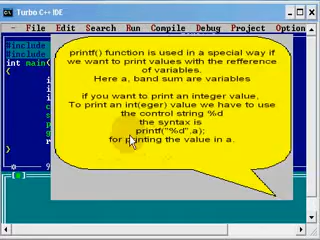 Turbo C++ IDE
File Edit Search Run Compile Debug Project Option
#include
#include
int main(
{
printf() function is used in a special way if
we want to print values with the refference
of variables.
Here a, band sum are variables
if you want to print an integer value,
To print an int(eger) value we have to use
the control string %d
the syntax is
printf("%d",a);
for printing the value in a.
}